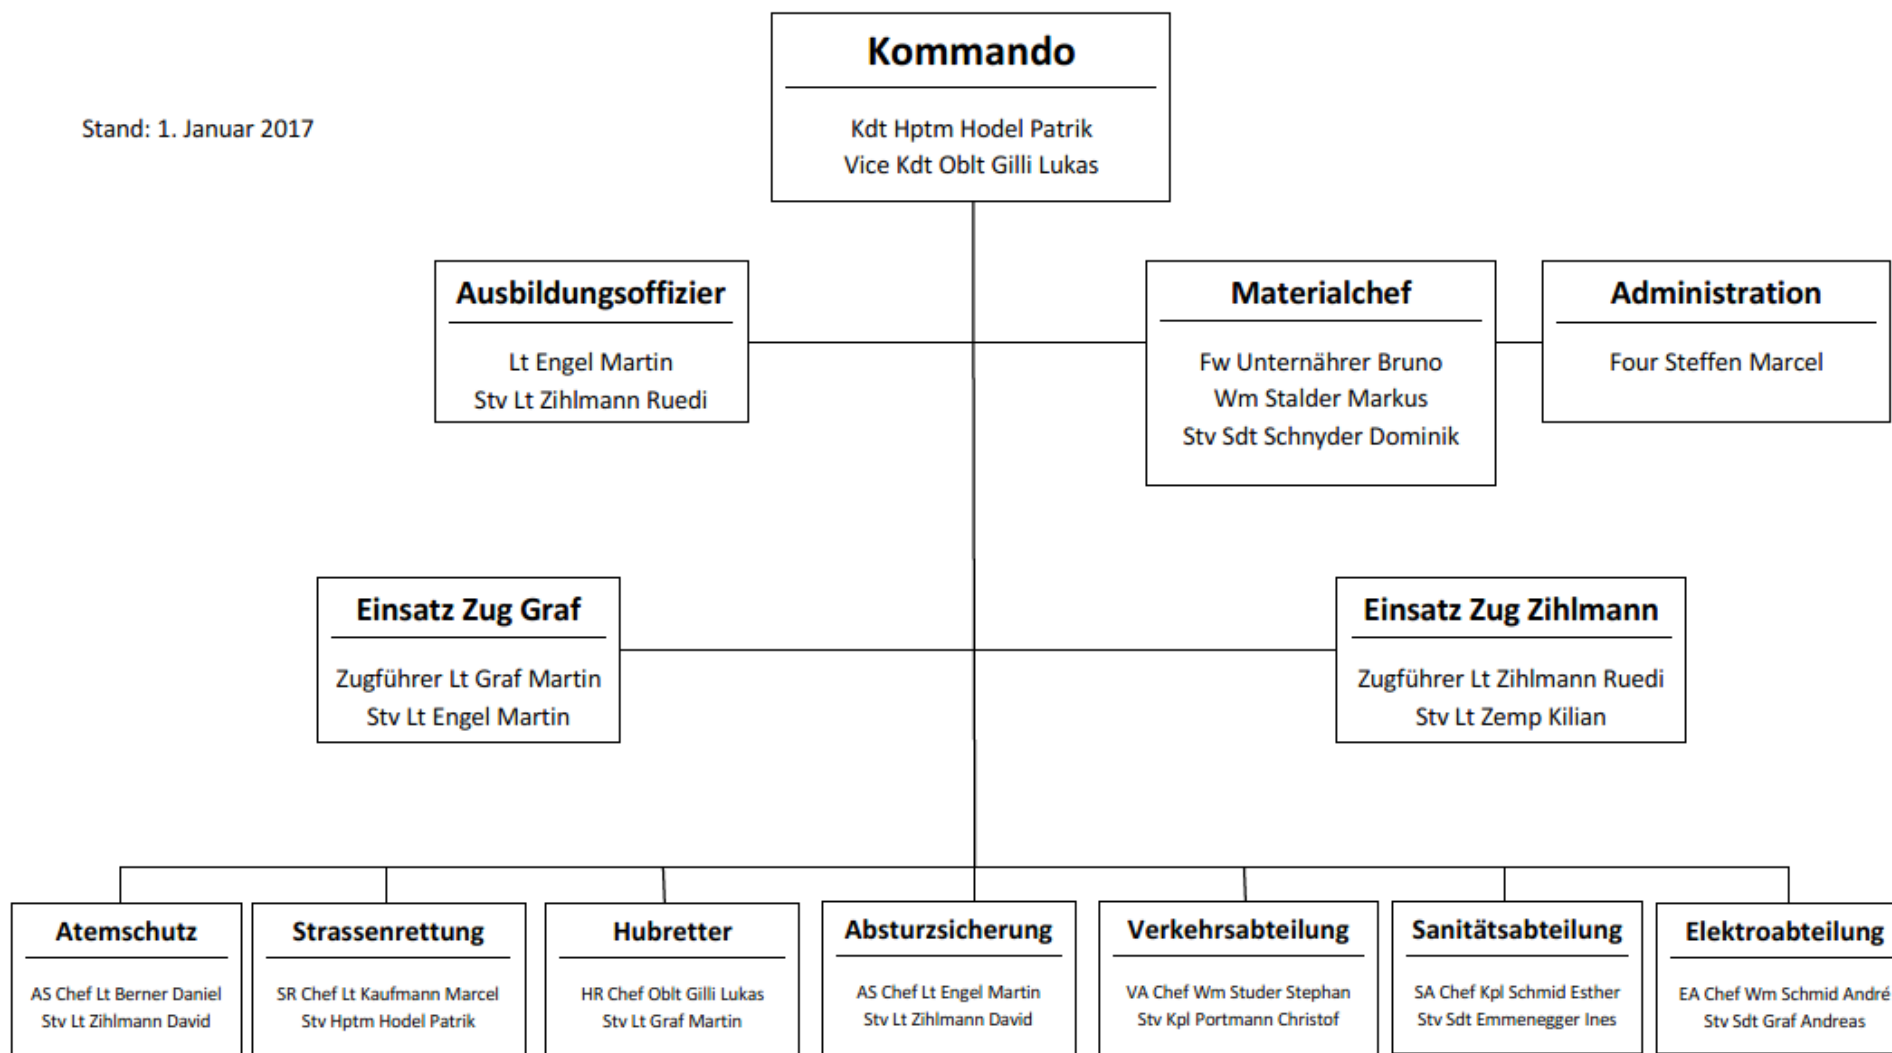 Kommando
Kdt Hptm Hodel Patrik
Vice Kdt Oblt Gilli Lukas
Stand: 1. Januar 2017
Ausbildungsoffizier
Lt Engel Martin
Stv Lt Zihlmann Ruedi
Materialchef
Fw Unternährer Bruno
Wm Stalder Markus
Stv Sdt Schnyder Dominik
Administration
Four Steffen Marcel
Einsatz Zug Graf
Zugführer Lt Graf Martin
Stv Lt Engel Martin
Einsatz Zug Zihlmann
Zugführer Lt Zihlmann Ruedi
Stv Lt Zemp Kilian
Atemschutz
AS Chef Lt Berner Daniel
Stv Lt Zihlmann David
Strassenrettung
SR Chef Lt Kaufmann Marcel
Stv Hptm Hodel Patrik
Hubretter
HR Chef Oblt Gilli Lukas
Stv Lt Graf Martin
Absturzsicherung
AS Chef Lt Engel Martin
Stv Lt Zihlmann David
Verkehrsabteilung
VA Chef Wm Studer Stephan
Stv Kpl Portmann Christof
Sanitätsabteilung
SA Chef Kpl Schmid Esther
Stv Sdt Emmenegger Ines
Elektroabteilung
EA Chef Wm Schmid André
Stv Sdt Graf Andreas